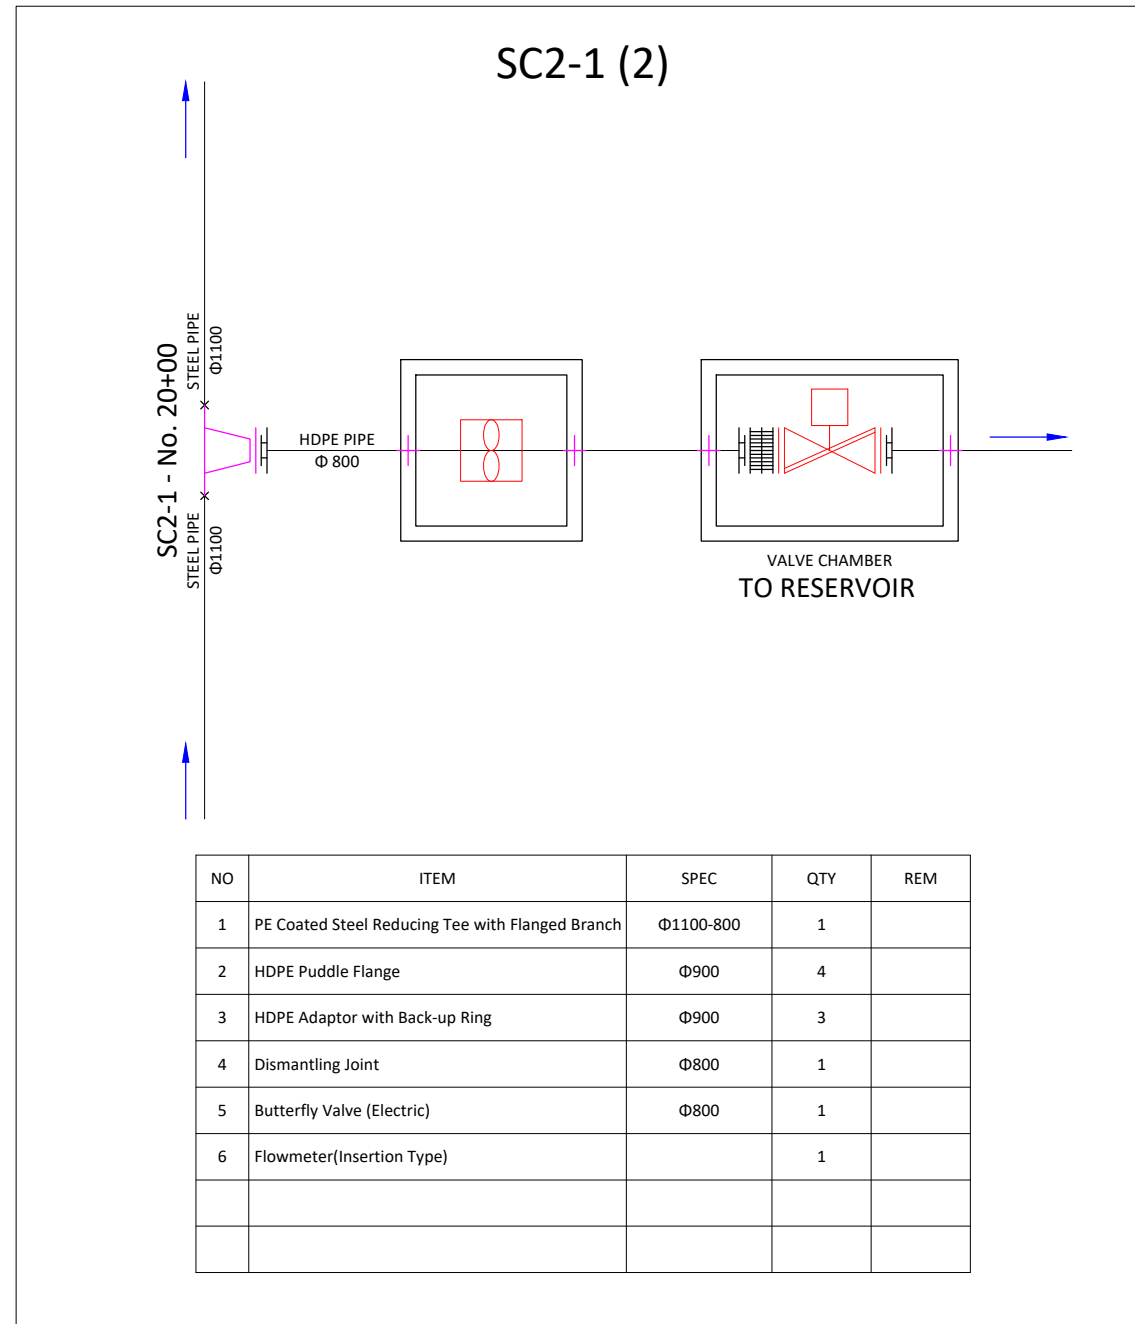 SC2-1 (2)
STEEL PIPE
Φ1100
SC2-1 - No. 20+00
STEEL PIPE
Φ1100
HDPE PIPE
Φ 800
VALVE CHAMBER
TO RESERVOIR
NO ITEM SPEC QTY REM
1 PE Coated Steel Reducing Tee with Flanged Branch Φ1100-800 1
2 HDPE Puddle Flange Φ900 4
3 HDPE Adaptor with Back-up Ring Φ900 3
4 Dismantling Joint Φ800 1
5 Butterfly Valve (Electric) Φ800 1
6 Flowmeter(Insertion Type) 1